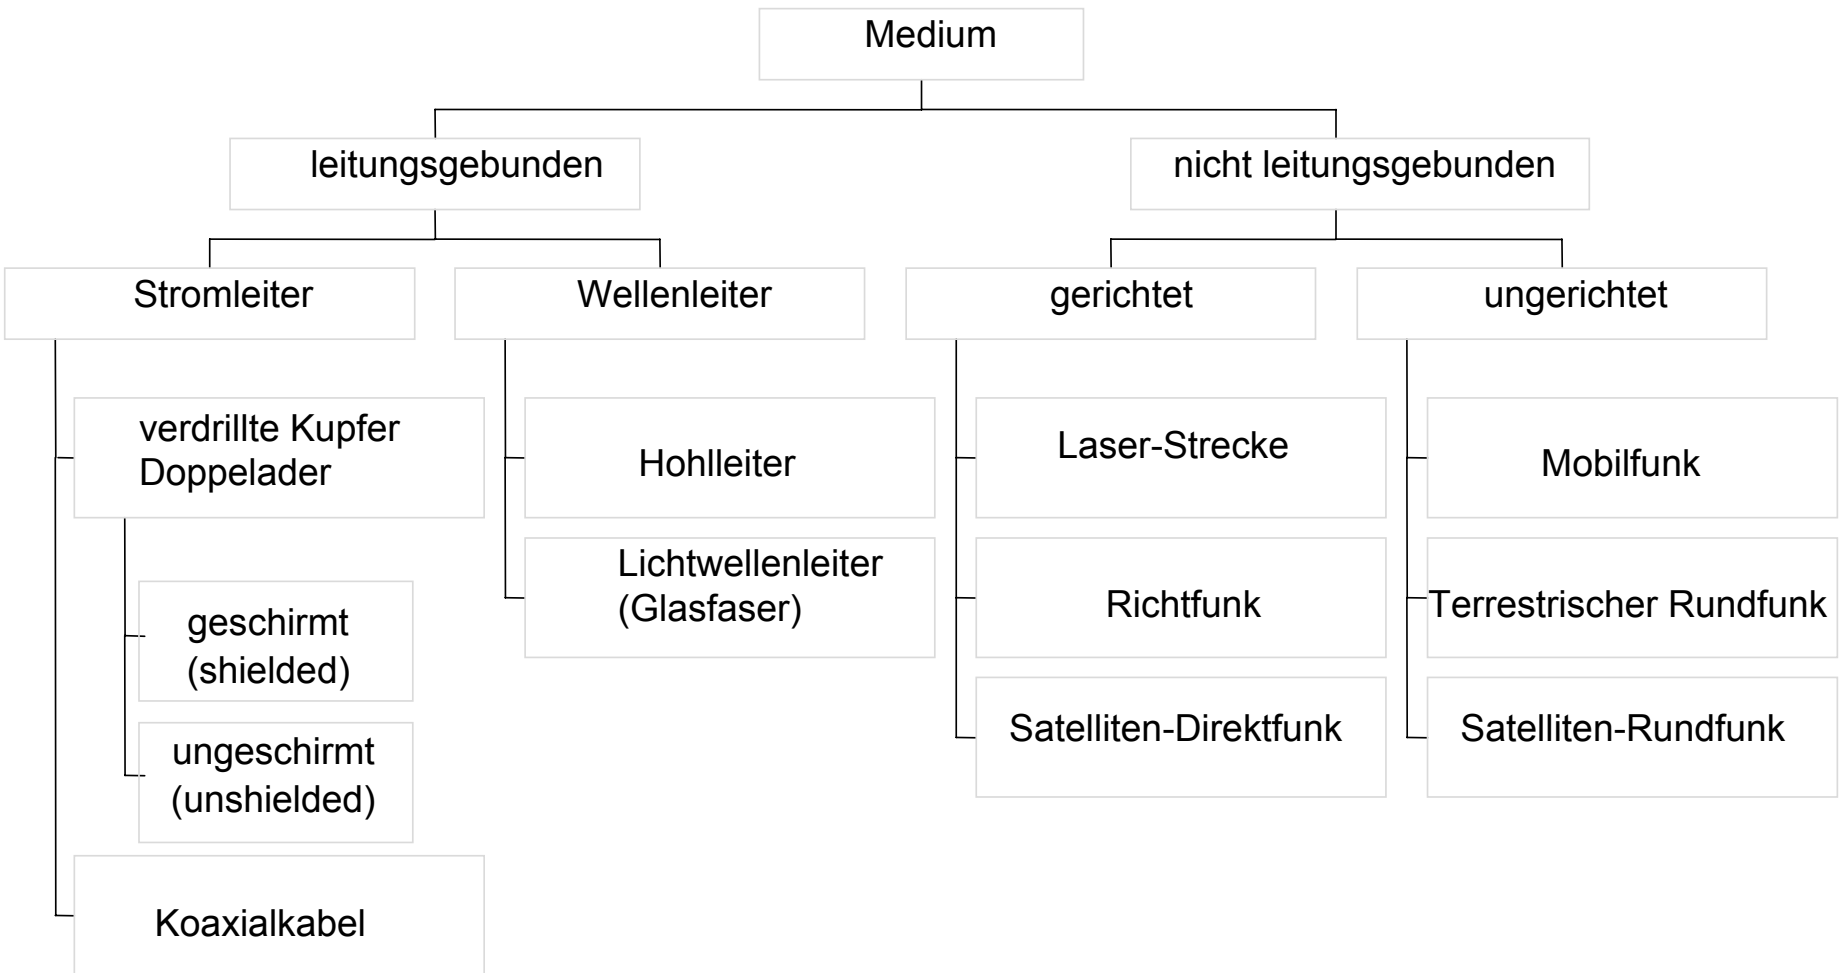 Medium
leitungsgebunden
nicht leitungsgebunden
Stromleiter
Wellenleiter
gerichtet
ungerichtet
verdrillte Kupfer
Doppelader
Hohlleiter
Laser-Strecke
Mobilfunk
Lichtwellenleiter
(Glasfaser)
Richtfunk
Terrestrischer Rundfunk
geschirmt
(shielded)
Satelliten-Direktfunk
Satelliten-Rundfunk
ungeschirmt
(unshielded)
Koaxialkabel